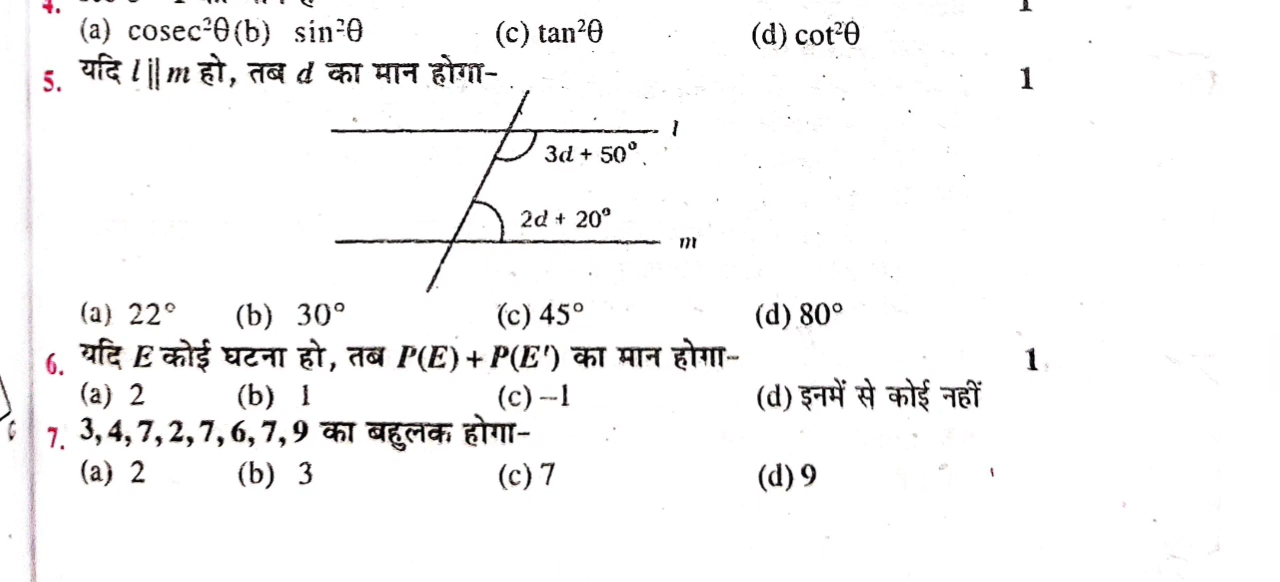 4.
1
(a) cosec²θ (b) sin²θ (c) tan²θ (d) cot²θ
5. यदि l || m हो, तब d का मान होगा– 1
l
3d + 50°
2d + 20°
m
(a) 22° (b) 30° (c) 45° (d) 80°
6. यदि E कोई घटना हो, तब P(E) + P(E') का मान होगा– 1
(a) 2 (b) 1 (c) –1 (d) इनमें से कोई नहीं
7. 3, 4, 7, 2, 7, 6, 7, 9 का बहुलक होगा–
(a) 2 (b) 3 (c) 7 (d) 9